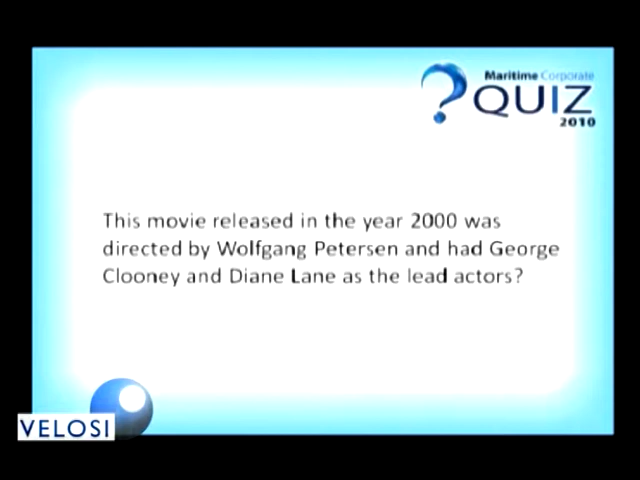 Maritime Corporate
QUIZ
2010
This movie released in the year 2000 was
directed by Wolfgang Petersen and had George
Clooney and Diane Lane as the lead actors?
VELOSI